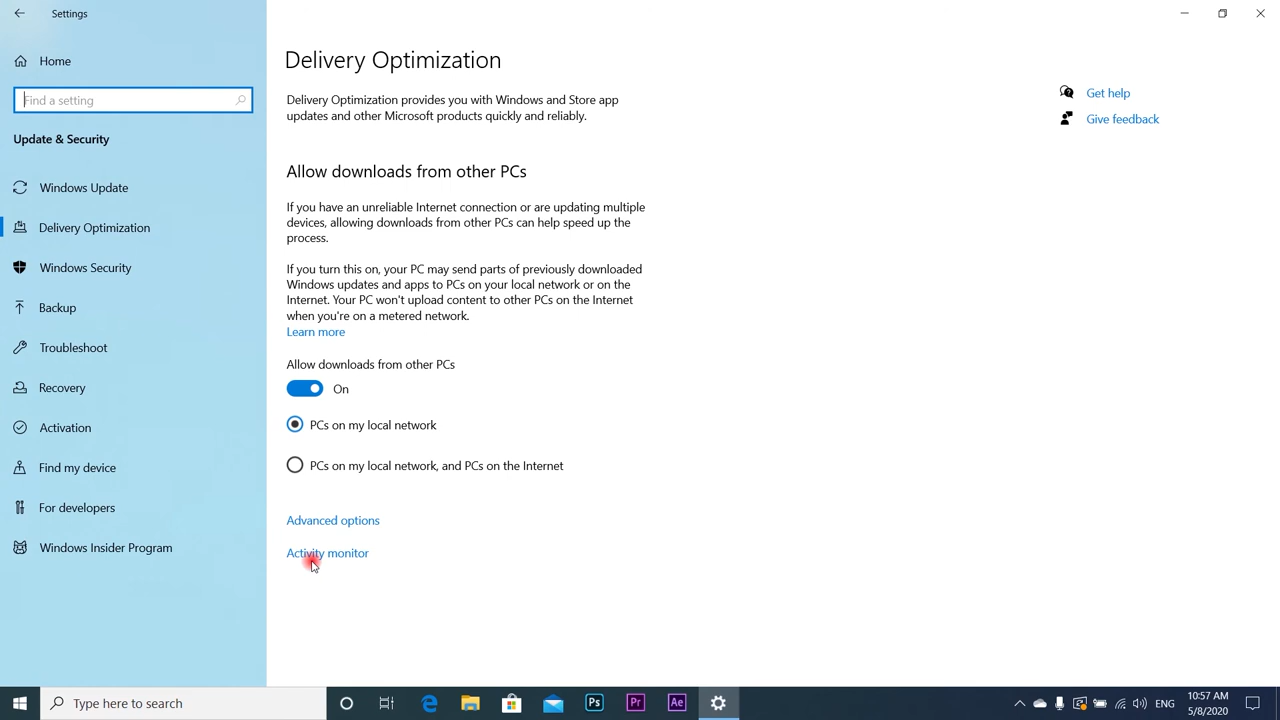 Settings
Home
Find a setting
Update & Security
Windows Update
Delivery Optimization
Windows Security
Backup
Troubleshoot
Recovery
Activation
Find my device
For developers
Windows Insider Program
Delivery Optimization
Delivery Optimization provides you with Windows and Store app
updates and other Microsoft products quickly and reliably.
Allow downloads from other PCs
If you have an unreliable Internet connection or are updating multiple
devices, allowing downloads from other PCs can help speed up the
process.
If you turn this on, your PC may send parts of previously downloaded
Windows updates and apps to PCs on your local network or on the
Internet. Your PC won't upload content to other PCs on the Internet
when you're on a metered network.
Learn more
Allow downloads from other PCs
On
PCs on my local network
PCs on my local network, and PCs on the Internet
Advanced options
Activity monitor
Get help
Give feedback
Type here to search
Ps
Pr
Ae
ENG
10:57 AM
5/8/2020